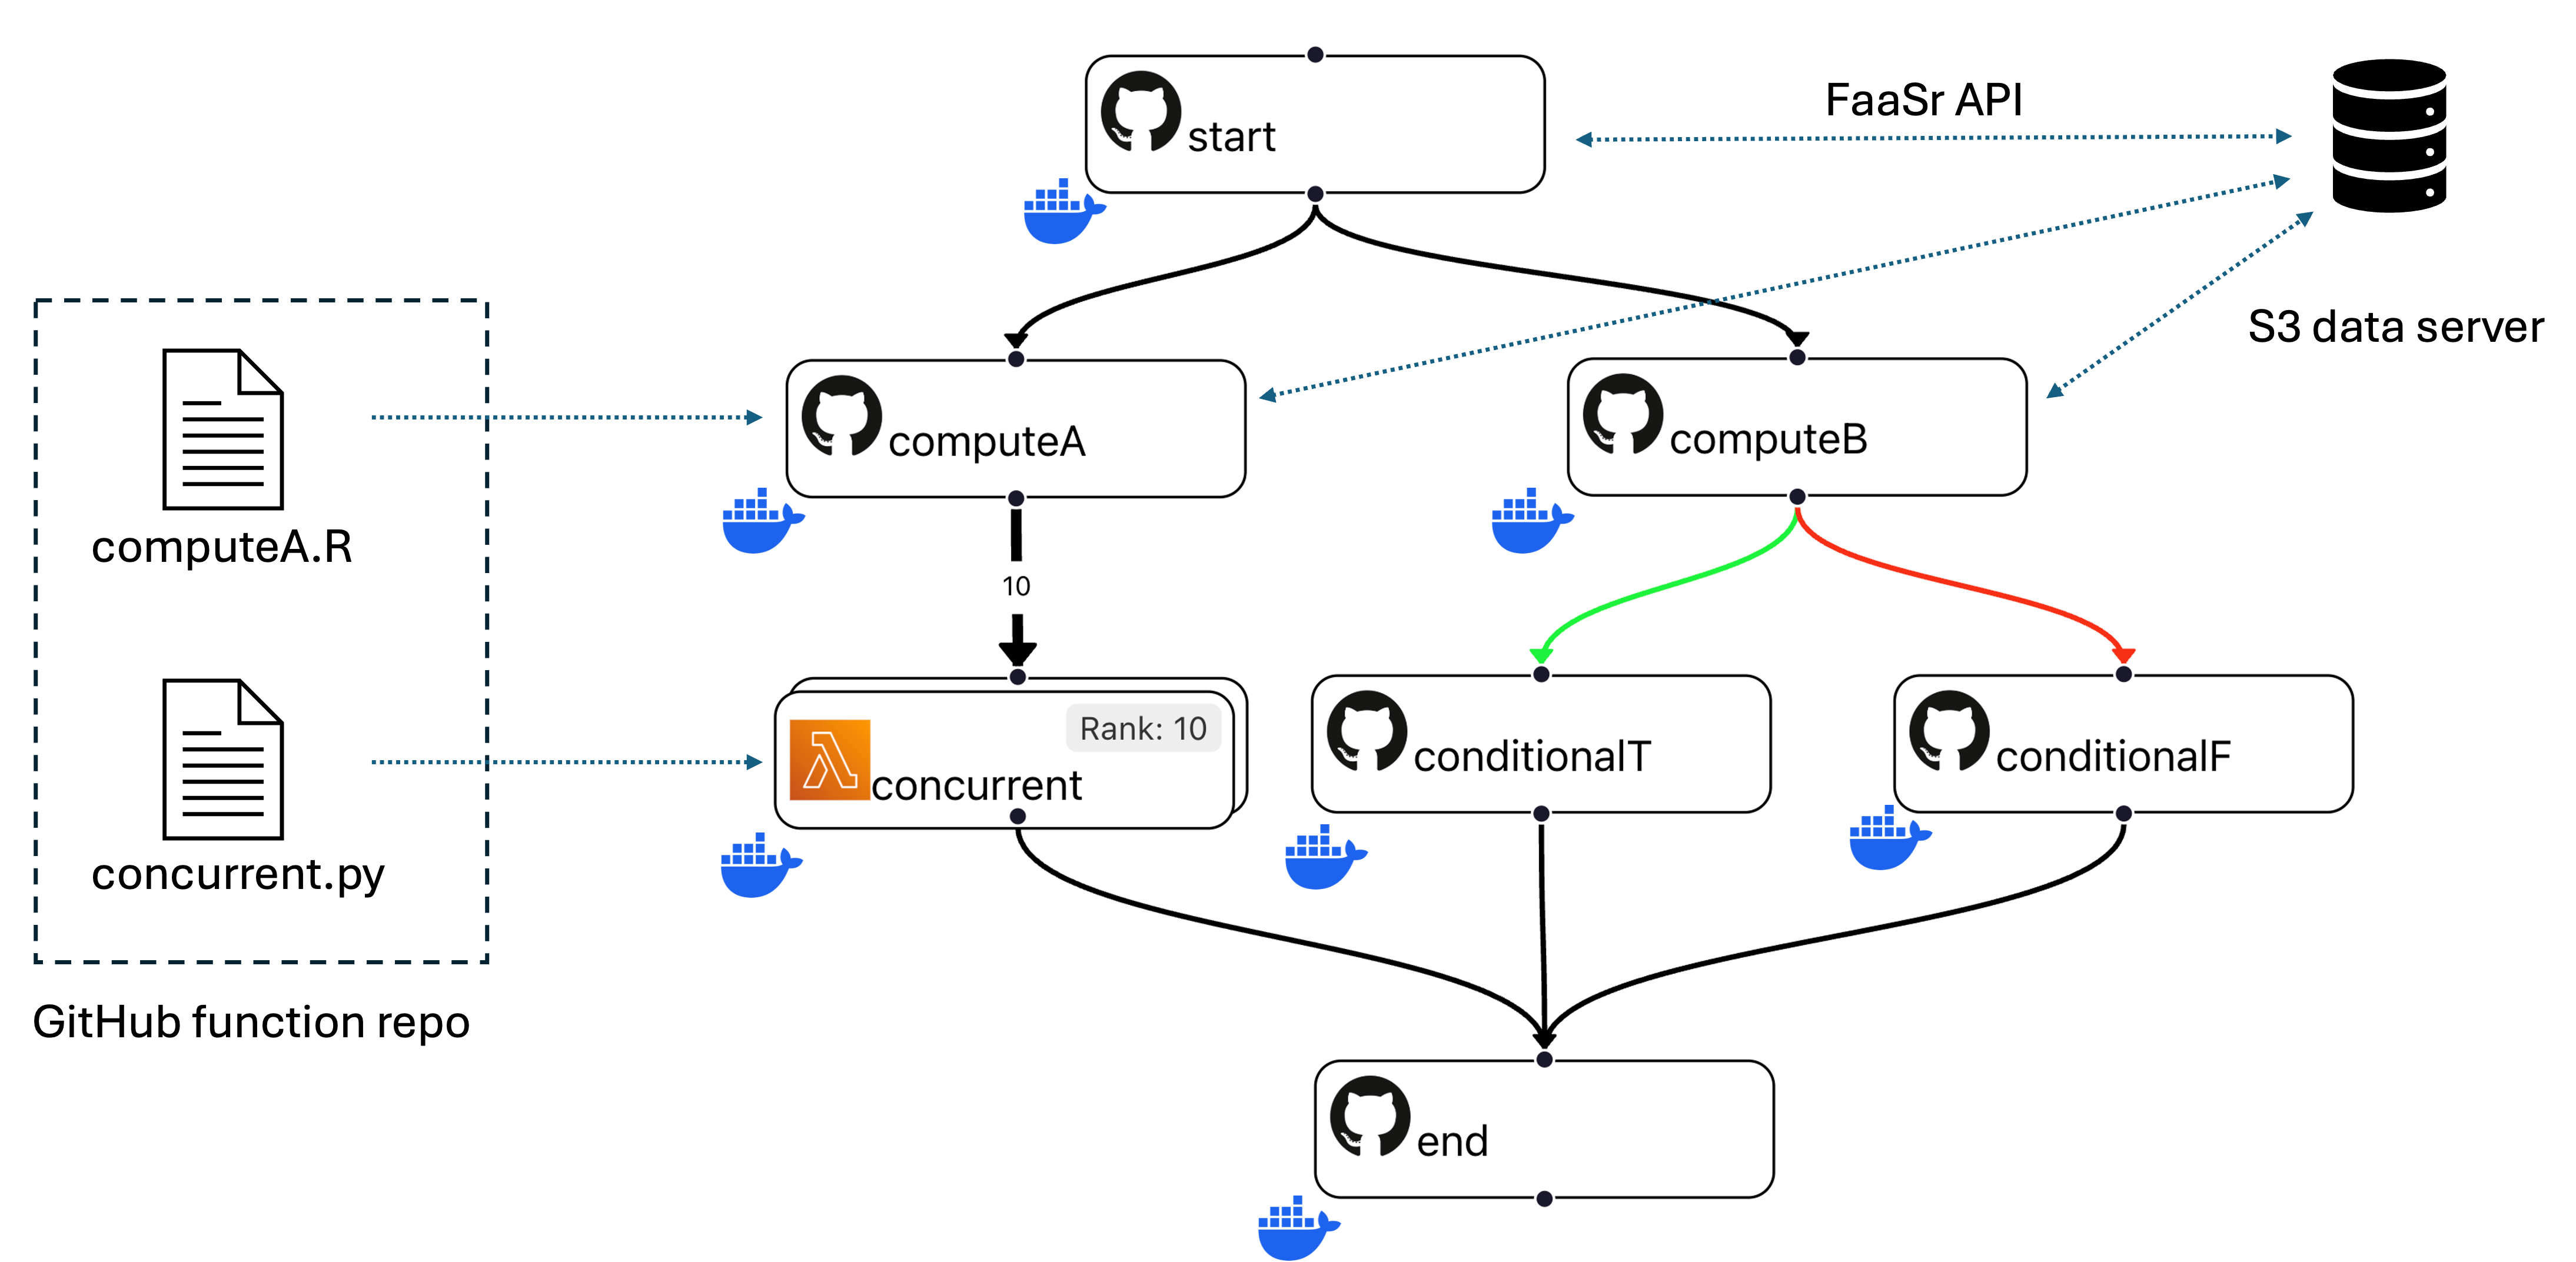 start
FaaSr API
S3 data server
computeA
computeB
computeA.R
10
Rank: 10
concurrent
conditionalT
conditionalF
concurrent.py
GitHub function repo
end